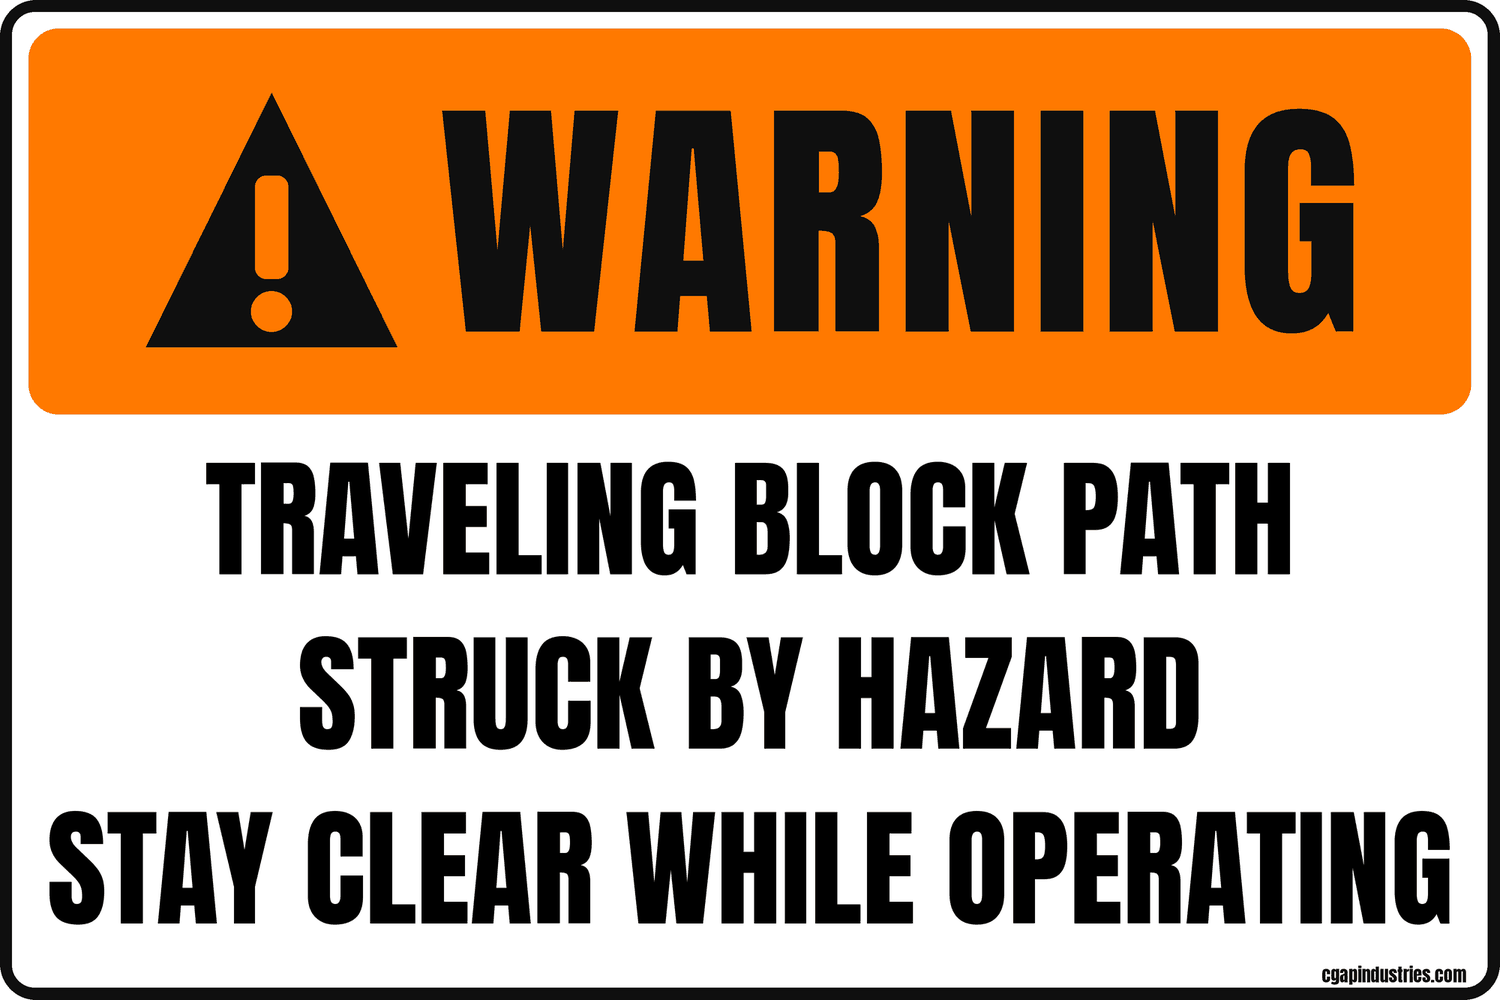 WARNING
TRAVELING BLOCK PATH
STRUCK BY HAZARD
STAY CLEAR WHILE OPERATING
cgapindustries.com